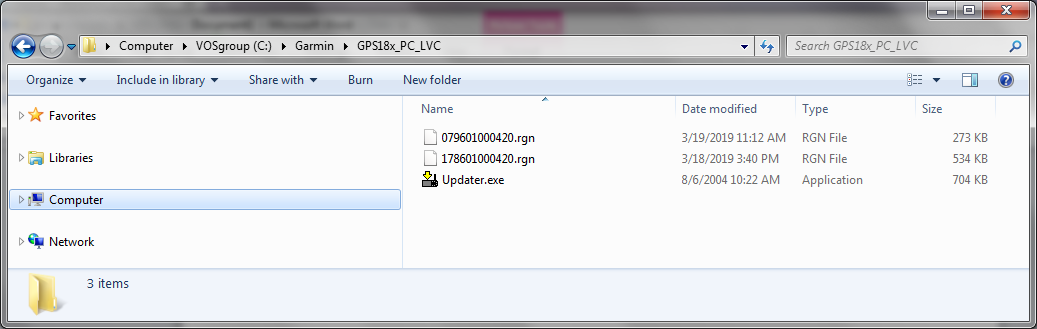 Computer ▸ VOSgroup (C:) ▸ Garmin ▸ GPS18x_PC_LVC
Search GPS18x_PC_LVC
Organize Include in library Share with Burn New folder
Name Date modified Type Size
Favorites
Libraries
Computer
Network
079601000420.rgn 3/19/2019 11:12 AM RGN File 273 KB
178601000420.rgn 3/18/2019 3:40 PM RGN File 534 KB
Updater.exe 8/6/2004 10:22 AM Application 704 KB
3 items